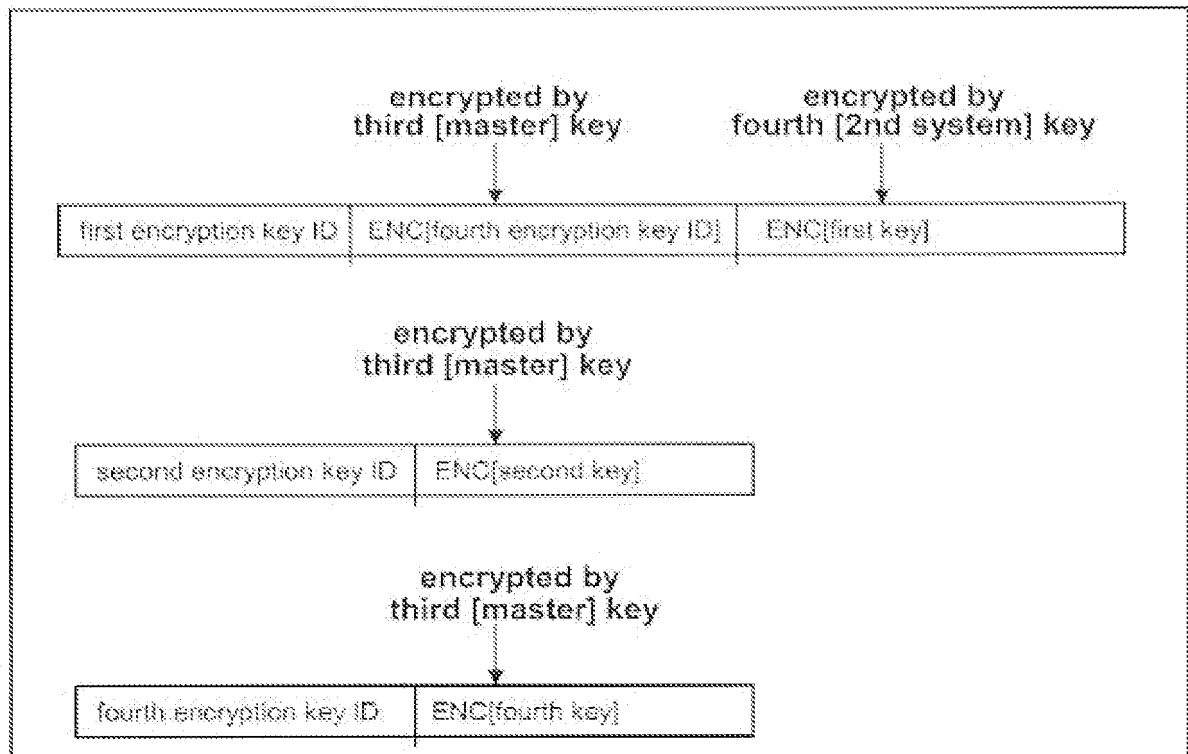 encrypted by
third [master] key
encrypted by
fourth [2nd system] key
first encryption key ID
ENC[fourth encryption key ID]
ENC[first key]
encrypted by
third [master] key
second encryption key ID
ENC[second key]
encrypted by
third [master] key
fourth encryption key ID
ENC[fourth key]